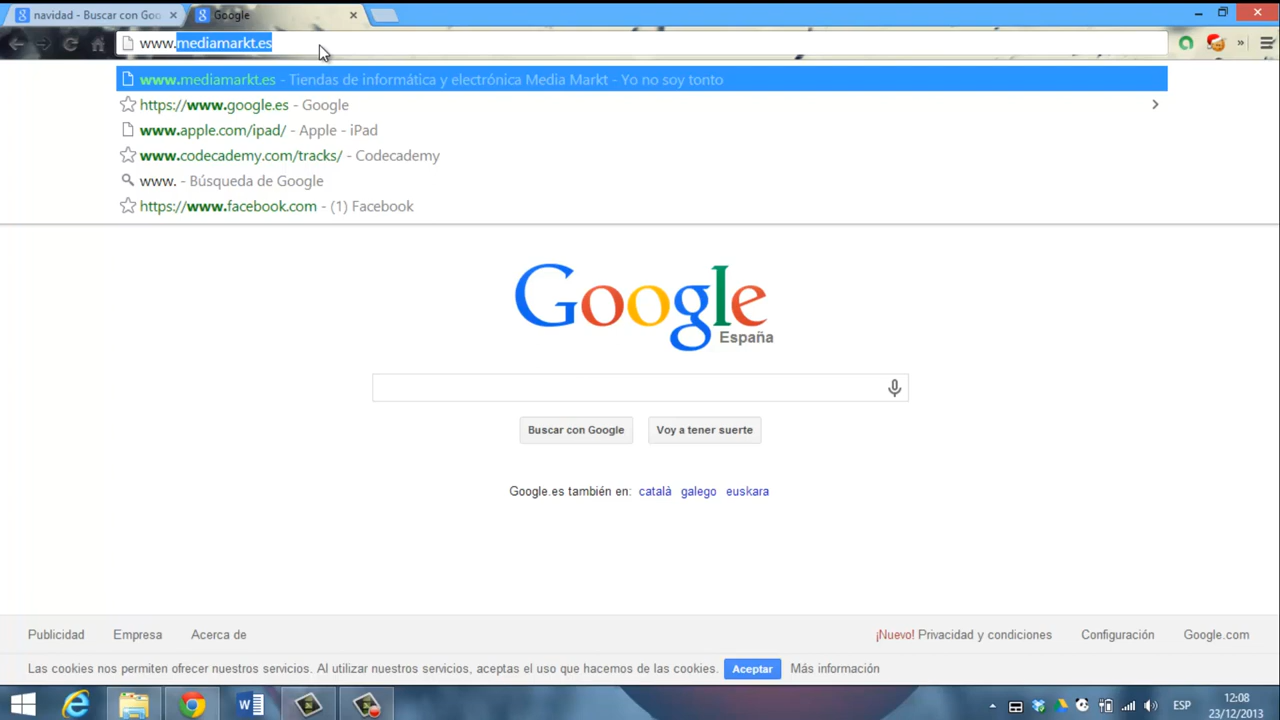 navidad - Buscar con Goo
Google
www.mediamarkt.es
www.mediamarkt.es - Tiendas de informática y electrónica Media Markt - Yo no soy tonto
https://www.google.es - Google
www.apple.com/ipad/ - Apple - iPad
www.codecademy.com/tracks/ - Codecademy
www. - Búsqueda de Google
https://www.facebook.com - (1) Facebook
Google
España
Buscar con Google
Voy a tener suerte
Google.es también en: català galego euskara
Publicidad Empresa Acerca de ¡Nuevo! Privacidad y condiciones Configuración Google.com
Las cookies nos permiten ofrecer nuestros servicios. Al utilizar nuestros servicios, aceptas el uso que hacemos de las cookies. Aceptar Más información
ESP
12:08
23/12/2013